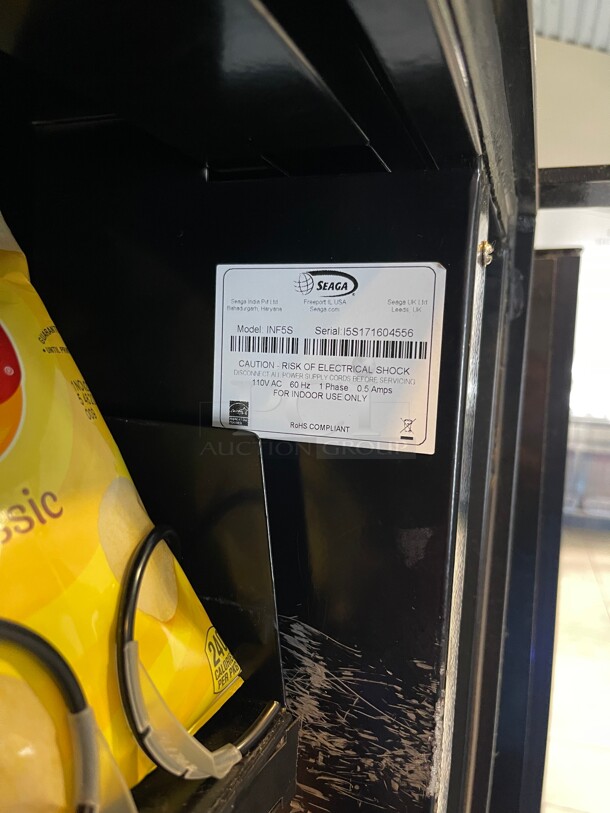 SEAGA
Seaga India Pvt Ltd.
Bahadurgarh, Haryana
Freeport IL USA
Seaga.com
Seaga UK Ltd
Leeds, UK
Model: INF5S Serial:I5S171604556
CAUTION - RISK OF ELECTRICAL SHOCK
DISCONNECT ALL POWER SUPPLY CORDS BEFORE SERVICING
110V AC 60 Hz 1 Phase 0.5 Amps
FOR INDOOR USE ONLY
RoHS COMPLIANT
AUCTION GROUP
ssic
240
CALORIES